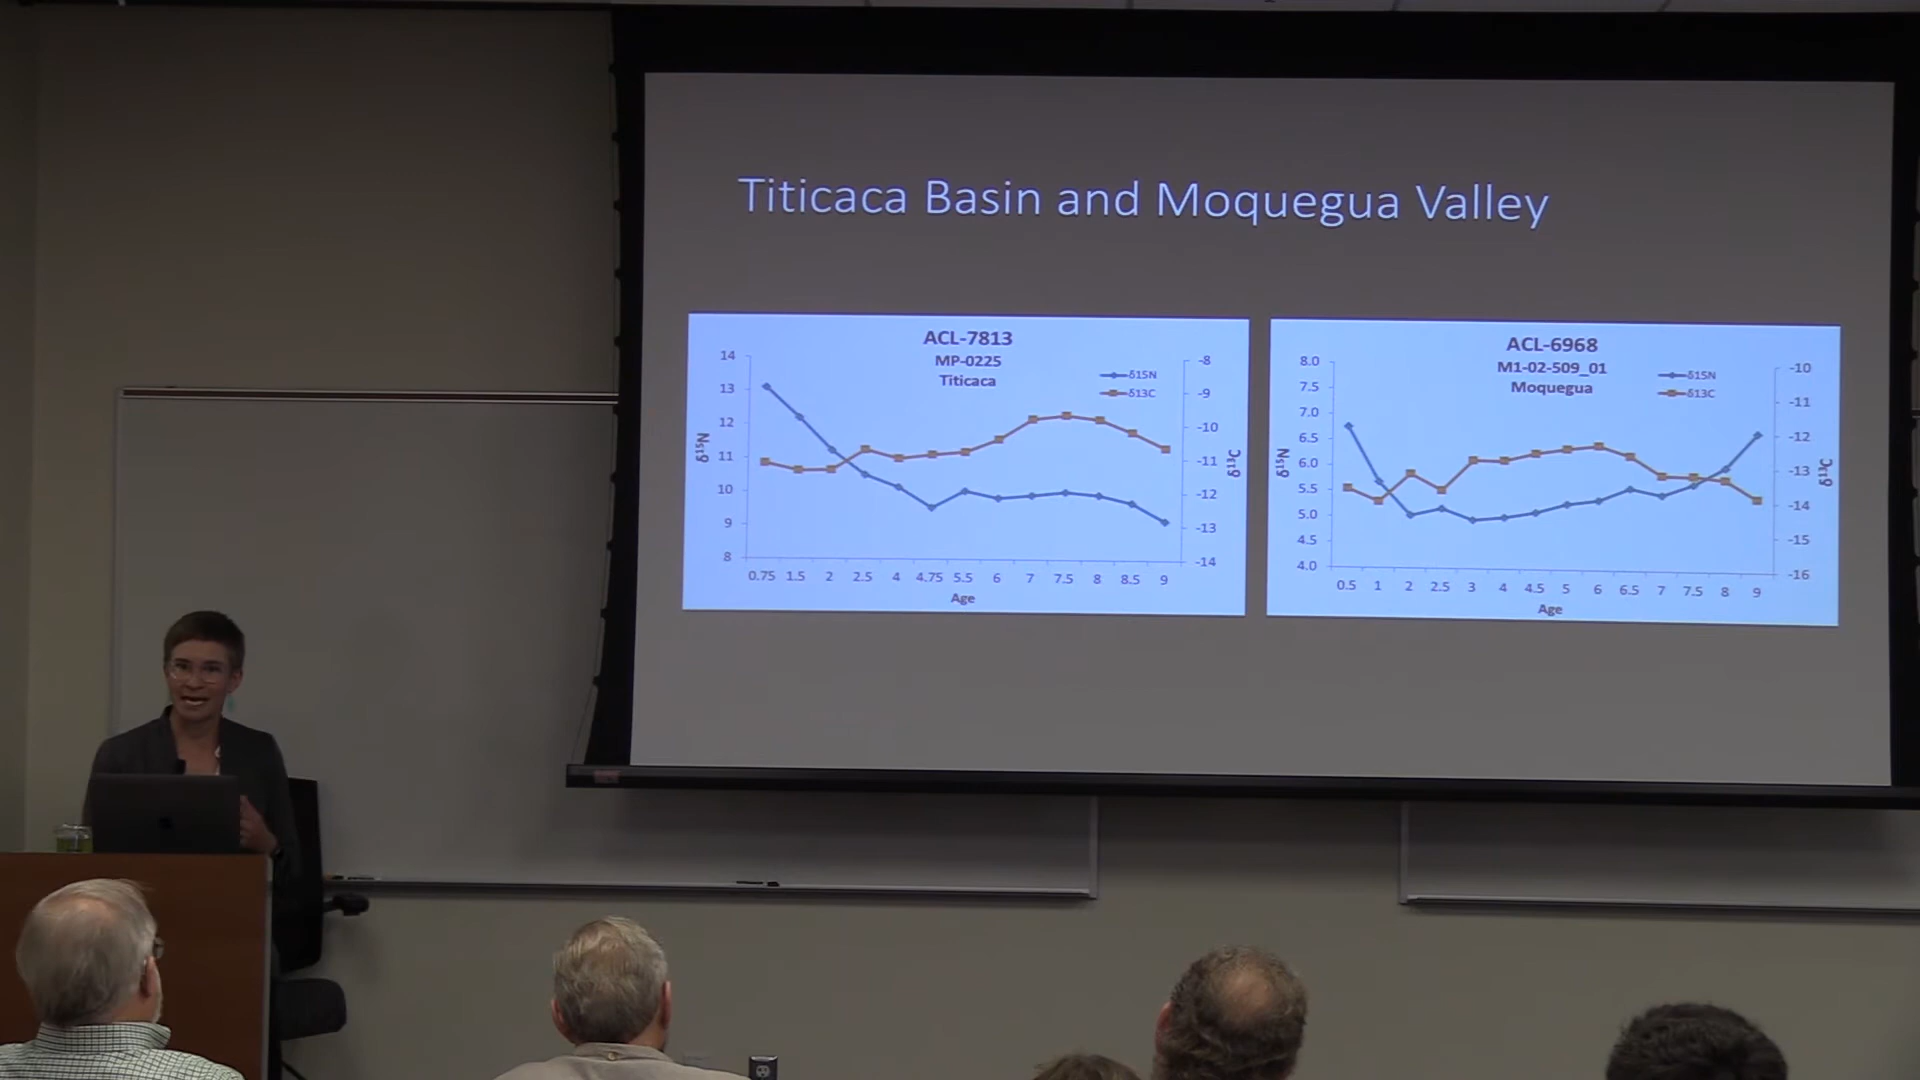 Titicaca Basin and Moquegua Valley
ACL-7813
MP-0225
Titicaca
δ15N
δ13C
14
13
12
11
10
9
8
δ¹⁵N
-8
-9
-10
-11
-12
-13
-14
δ¹³C
0.75 1.5 2 2.5 4 4.75 5.5 6 7 7.5 8 8.5 9
Age
ACL-6968
M1-02-509_01
Moquegua
δ15N
δ13C
8.0
7.5
7.0
6.5
6.0
5.5
5.0
4.5
4.0
δ¹⁵N
-10
-11
-12
-13
-14
-15
-16
δ¹³C
0.5 1 2 2.5 3 4 4.5 5 6 6.5 7 7.5 8 9
Age